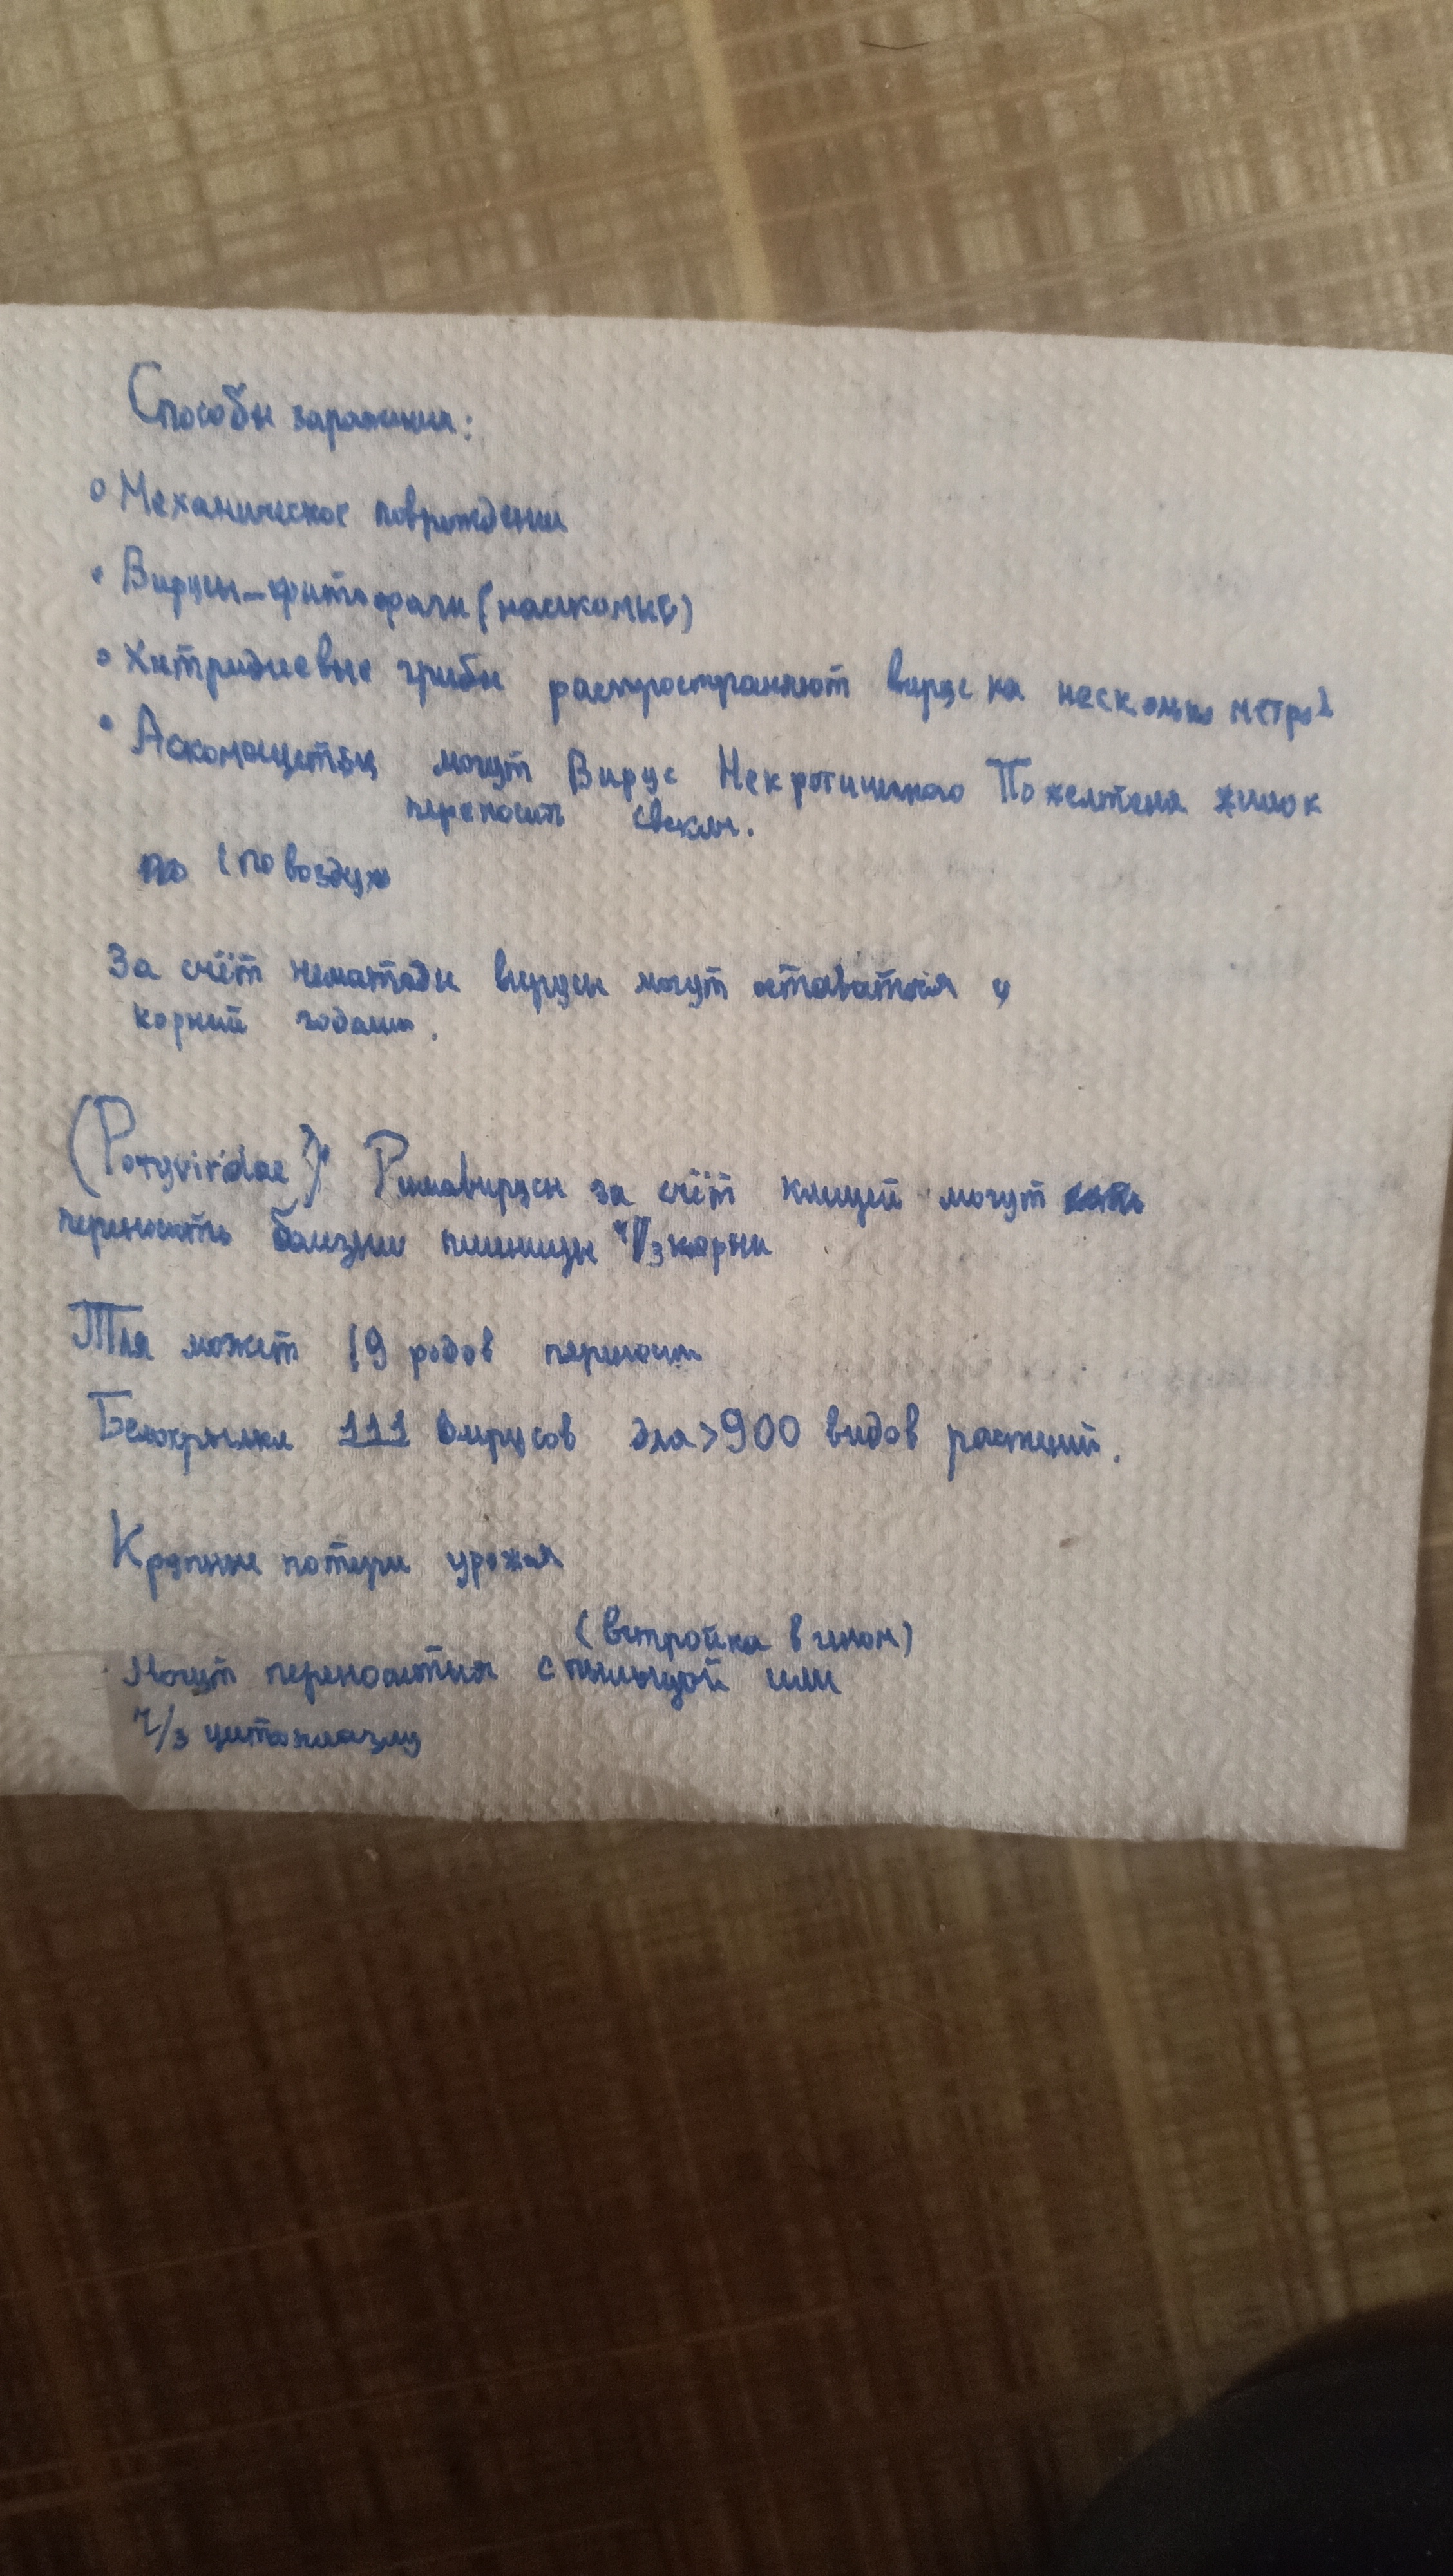 Способы заражения:
Механическое повреждение
Вирусы-фитофаги (насекомые)
Хитридиевые грибы распространяют вирус на несколько метров
Аскомицеты могут Вирус Некротического Пожелтения жилок
переносить свеклы.
по (по воздуху
За счёт нематоды вирусы могут оставаться у
корней годами.
(Potyviridae) за счёт клещей могут
переносить болезни пшеницы ч/з корни
Тля может 19 родов переносить
Белокрылка 111 вирусов для >900 видов растений.
Крупные потери урожая
(встройка в геном)
Могут переносится с пыльцой или
ч/з цитоплазму